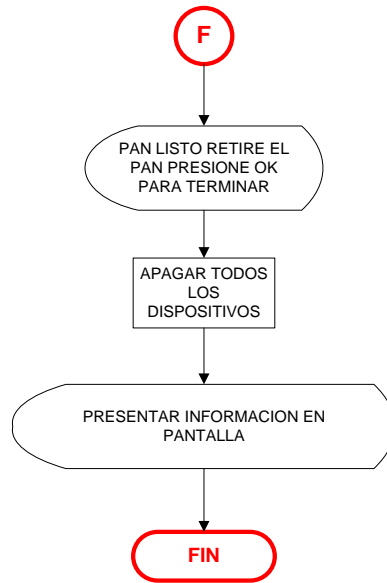 F
PAN LISTO RETIRE EL
PAN PRESIONE OK
PARA TERMINAR
APAGAR TODOS
LOS
DISPOSITIVOS
PRESENTAR INFORMACION EN
PANTALLA
FIN